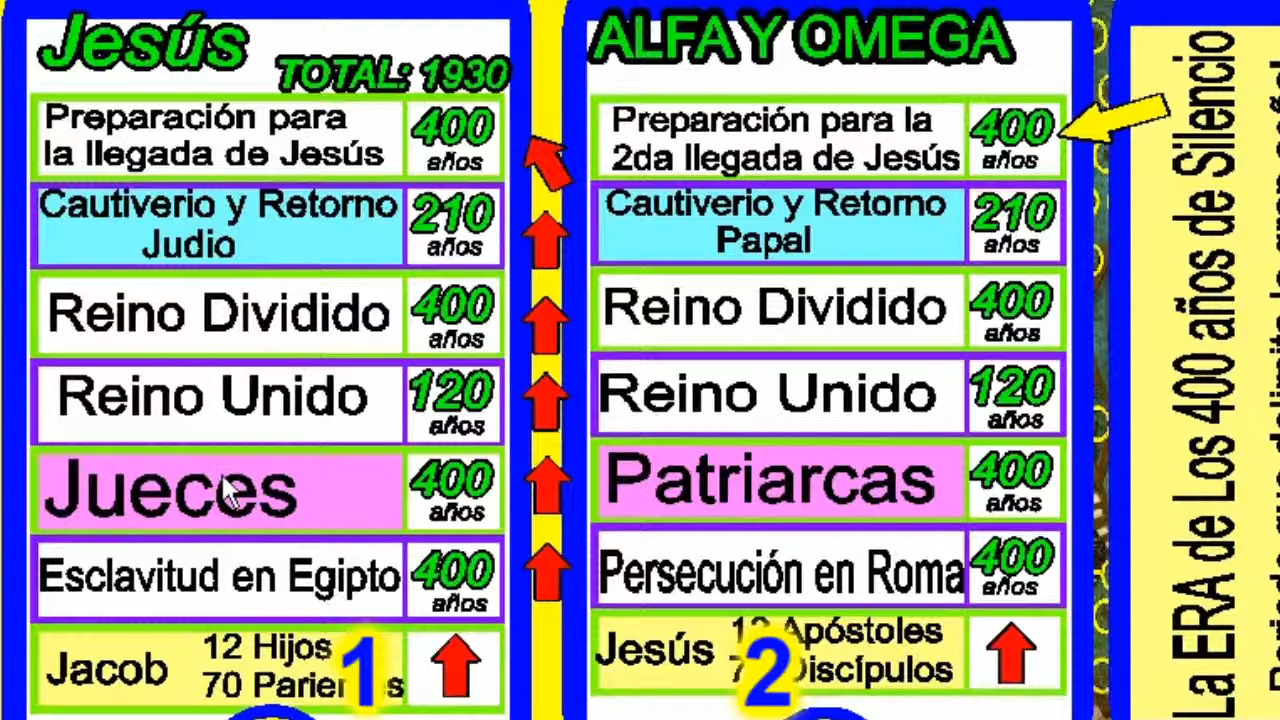 Jesús
TOTAL: 1930
Preparación para
la llegada de Jesús
400
años
Cautiverio y Retorno
Judio
210
años
Reino Dividido
400
años
Reino Unido
120
años
Jueces
400
años
Esclavitud en Egipto
400
años
Jacob
12 Hijos
70
1
ALFA Y OMEGA
Preparación para la
2da llegada de Jesús
400
años
Cautiverio y Retorno
Papal
210
años
Reino Dividido
400
años
Reino Unido
120
años
Patriarcas
400
años
Persecución en Roma
400
años
Jesús
Apóstoles
Discípulos
2
La ERA de Los 400 años de Silencio